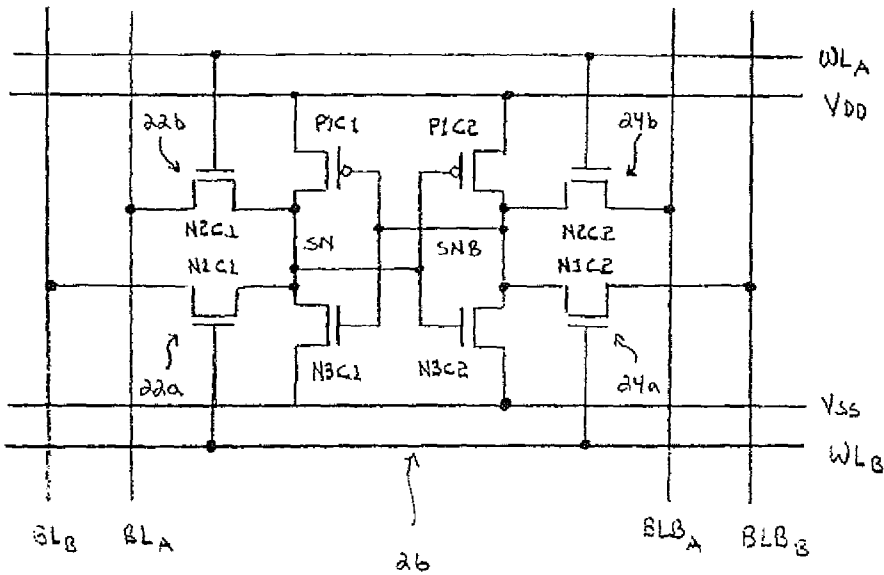 WLA
VDD
22b
P1C1
P1C2
24b
N2C1
SN
SNB
N2C2
N1C1
N1C2
22a
N3C1
N3C2
24a
VSS
WLB
BLB
BLA
26
BLBA
BLBB